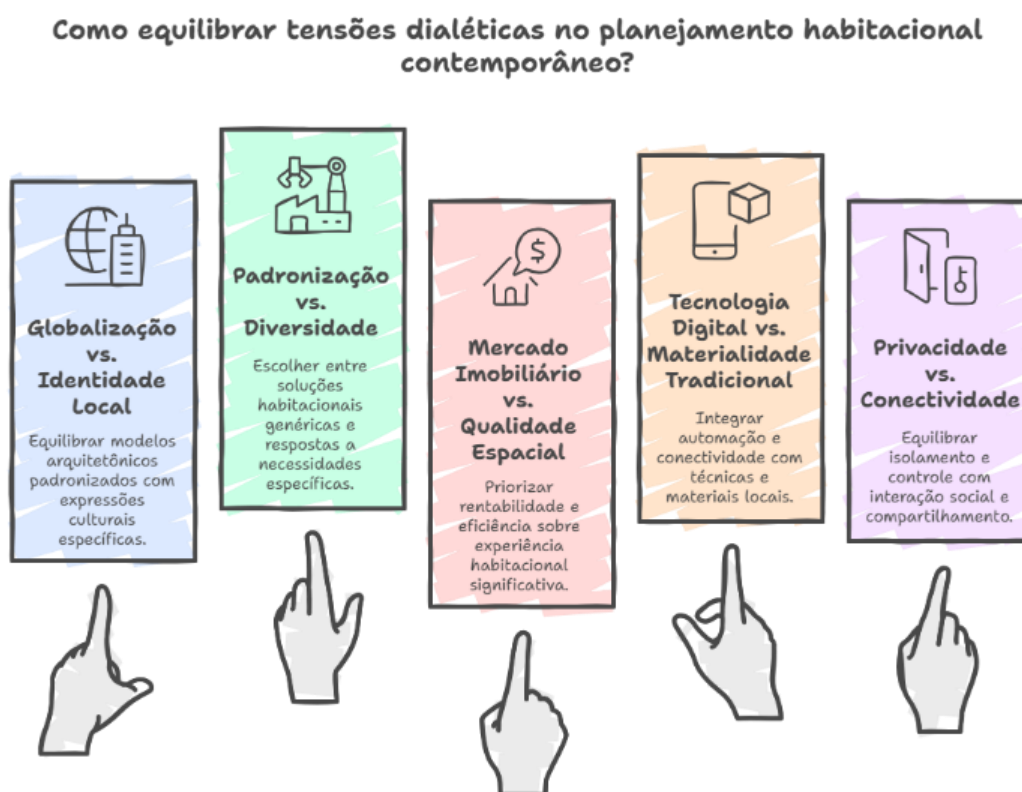 Como equilibrar tensões dialéticas no planejamento habitacional
contemporâneo?
Globalização
vs.
Identidade
Local
Equilibrar modelos
arquitetônicos
padronizados com
expressões
culturais
específicas.
Padronização
vs.
Diversidade
Escolher entre
soluções
habitacionais
genéricas e
respostas a
necessidades
específicas.
$
Mercado
Imobiliário
vs.
Qualidade
Espacial
Priorizar
rentabilidade e
eficiência sobre
experiência
habitacional
significativa.
Tecnologia
Digital vs.
Materialidade
Tradicional
Integrar
automação e
conectividade com
técnicas e
materiais locais.
Privacidade
vs.
Conectividade
Equilibrar
isolamento e
controle com
interação social e
compartilhamento.